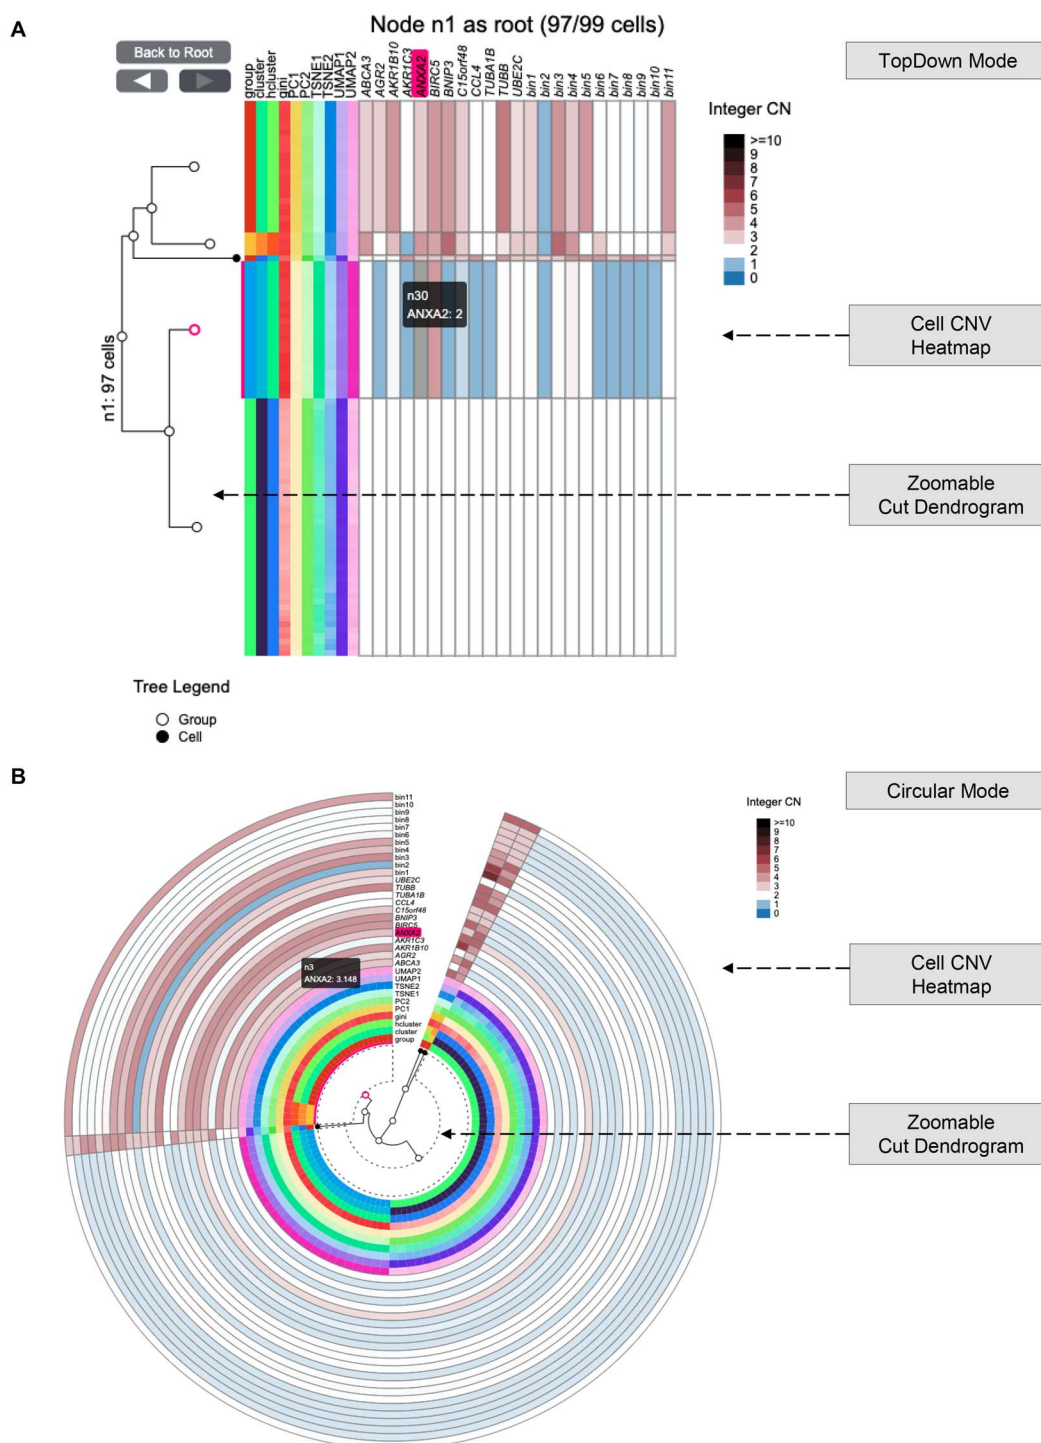 A
Node n1 as root (97/99 cells)
Back to Root
TopDown Mode
group
cluster
hcluster
gini
PC1
PC2
TSNE1
TSNE2
UMAP1
UMAP2
ABCA3
AGR2
AKR1B10
AKR1C3
ANXA2
BIRC5
BNIP3
C15orf48
CCL4
TUBA1B
TUBB
UBE2C
bin1
bin2
bin3
bin4
bin5
bin6
bin7
bin8
bin9
bin10
bin11
Integer CN
>=10
9
8
7
6
5
4
3
2
1
0
n1: 97 cells
n30
ANXA2: 2
Cell CNV
Heatmap
Zoomable
Cut Dendrogram
Tree Legend
Group
Cell
B
Circular Mode
Integer CN
>=10
9
8
7
6
5
4
3
2
1
0
bin11
bin10
bin9
bin8
bin7
bin6
bin5
bin4
bin3
bin2
bin1
UBE2C
TUBB
TUBA1B
CCL4
C15orf48
BNIP3
BIRC5
ANXA2
AKR1C3
AKR1B10
AGR2
ABCA3
UMAP2
UMAP1
TSNE2
TSNE1
PC2
PC1
gini
hcluster
cluster
group
n3
ANXA2: 3.148
Cell CNV
Heatmap
Zoomable
Cut Dendrogram